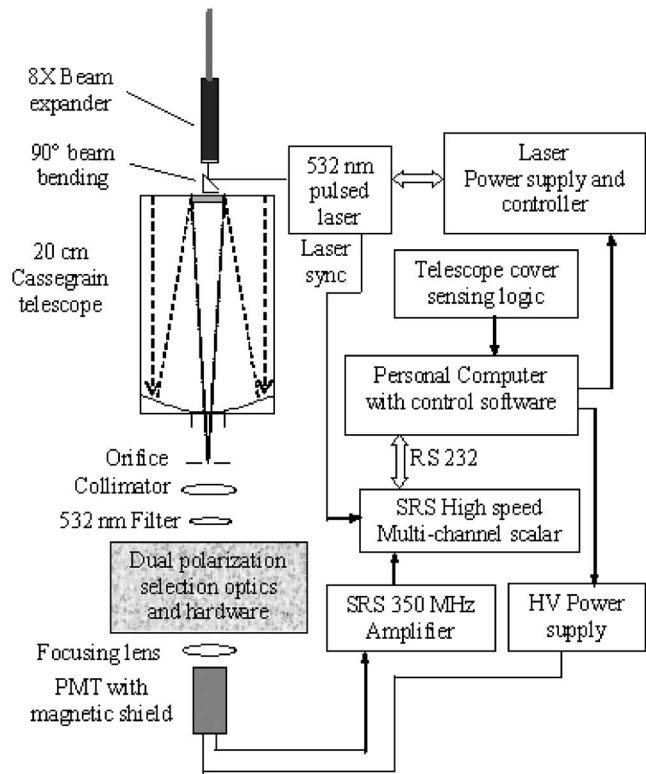 8X Beam
expander
90° beam
bending
532 nm
pulsed
laser
Laser
Power supply and
controller
20 cm
Cassegrain
telescope
Laser
sync
Telescope cover
sensing logic
Personal Computer
with control software
RS 232
Orifice
Collimator
532 nm Filter
SRS High speed
Multi-channel scalar
Dual polarization
selection optics
and hardware
SRS 350 MHz
Amplifier
HV Power
supply
Focusing lens
PMT with
magnetic shield